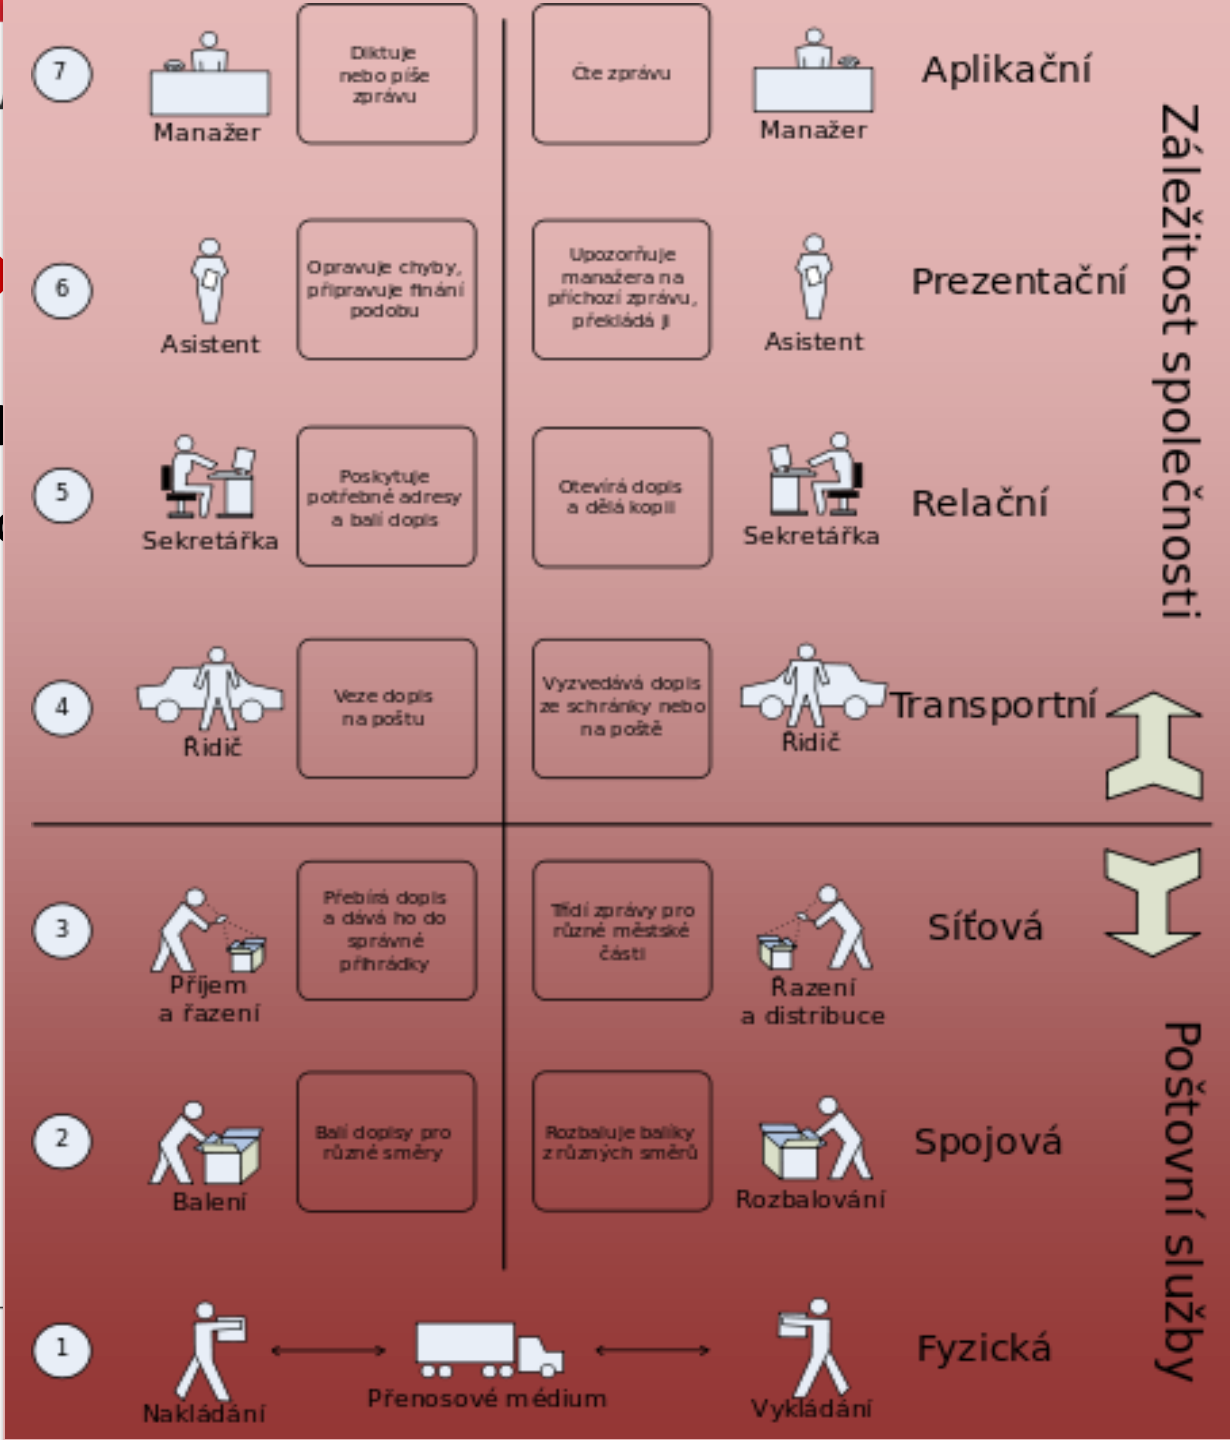 7
Manažer
Diktuje
nebo píše
zprávu
Čte zprávu
Manažer
Aplikační
6
Asistent
Opravuje chyby,
připravuje finání
podobu
Upozorňuje
manažera na
příchozí zprávu,
překládá ji
Asistent
Prezentační
Záležitost společnosti
5
Sekretářka
Poskytuje
potřebné adresy
a balí dopis
Otevírá dopis
a dělá kopii
Sekretářka
Relační
4
Řidič
Veze dopis
na poštu
Vyzvedává dopis
ze schránky nebo
na poště
Řidič
Transportní
3
Příjem
a řazení
Přebírá dopis
a dává ho do
správné
přihrádky
Třídí zprávy pro
různé městské
části
Řazení
a distribuce
Síťová
2
Balení
Balí dopisy pro
různé směry
Rozbaluje balíky
z různých směrů
Rozbalování
Spojová
Poštovní služby
1
Nakládání
Přenosové médium
Vykládání
Fyzická